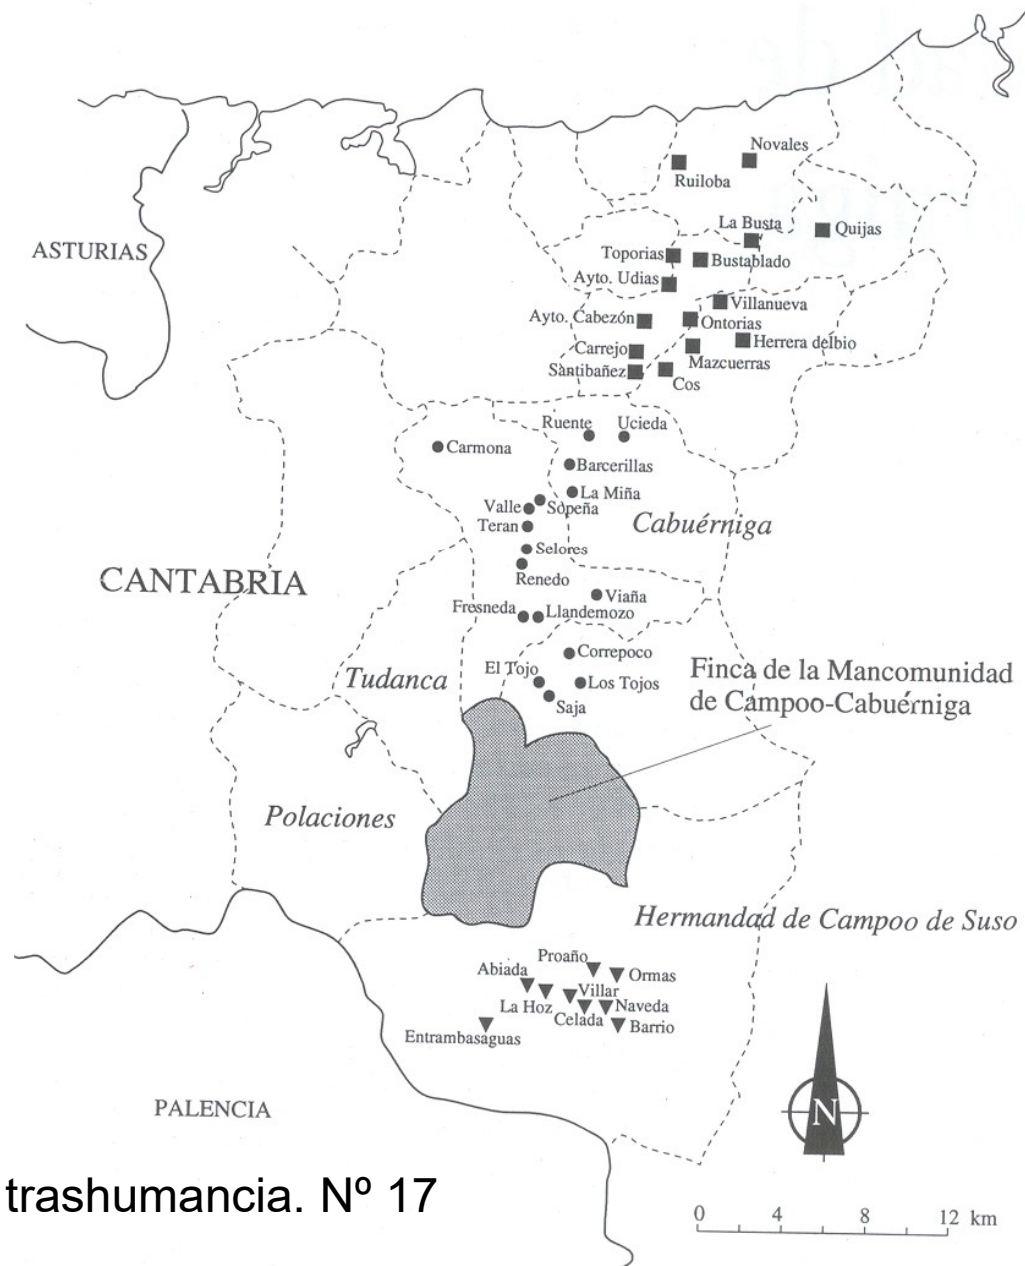 Novales
Ruiloba
La Busta
Quijas
ASTURIAS
Toporias
Bustablado
Ayto. Udias
Villanueva
Ayto. Cabezón
Ontorias
Herrera delbio
Carrejo
Mazcuerras
Santibañez
Cos
Ruente
Ucieda
Carmona
Barcerillas
La Miña
Valle
Sopeña
Teran
Cabuérniga
Selores
CANTABRIA
Renedo
Viaña
Fresneda
Llandemozo
Correpoco
El Tojo
Los Tojos
Tudanca
Saja
Finca de la Mancomunidad
de Campoo-Cabuérniga
Polaciones
Hermandad de Campoo de Suso
Proaño
Abiada
Ormas
Villar
La Hoz
Naveda
Celada
Barrio
Entrambasaguas
N
PALENCIA
trashumancia. Nº 17
0 4 8 12 km